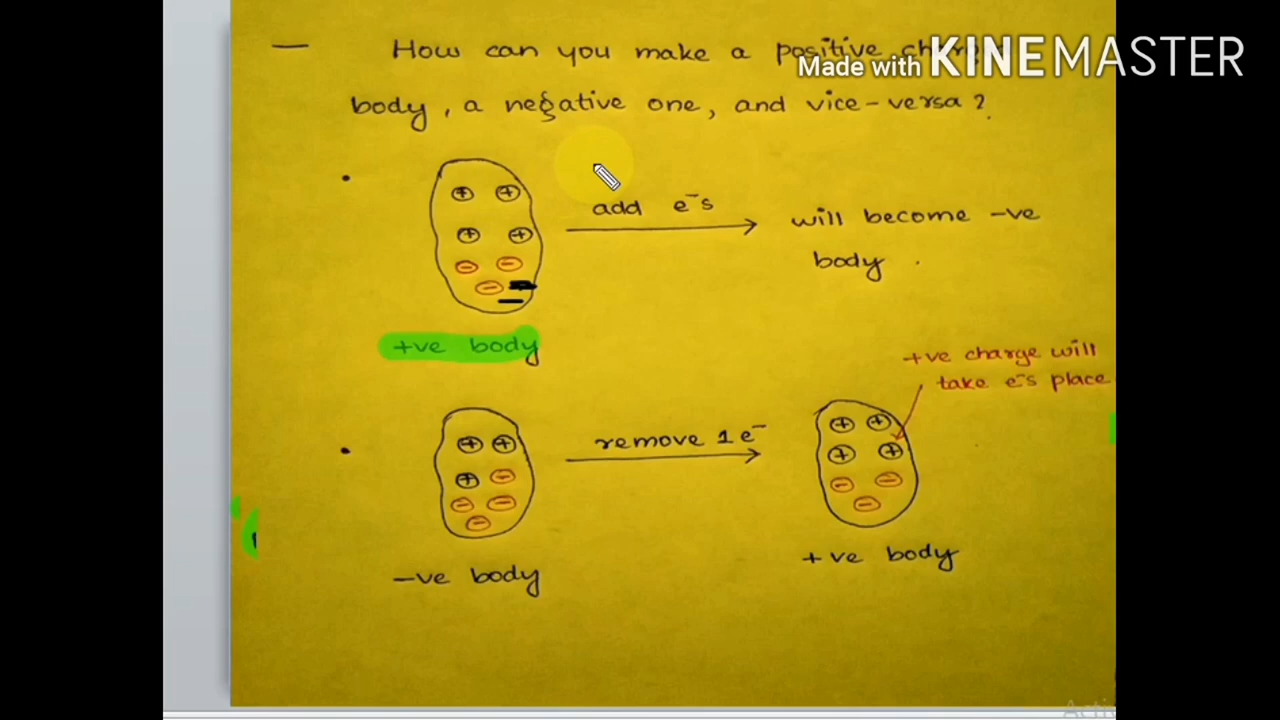 — How can you make a positive
Made with KINEMASTER
body, a negative one, and vice-versa?
add e⁻s
will become -ve
body.
+ve body
+ve charge will
take e⁻s place
remove 1e⁻
-ve body
+ve body